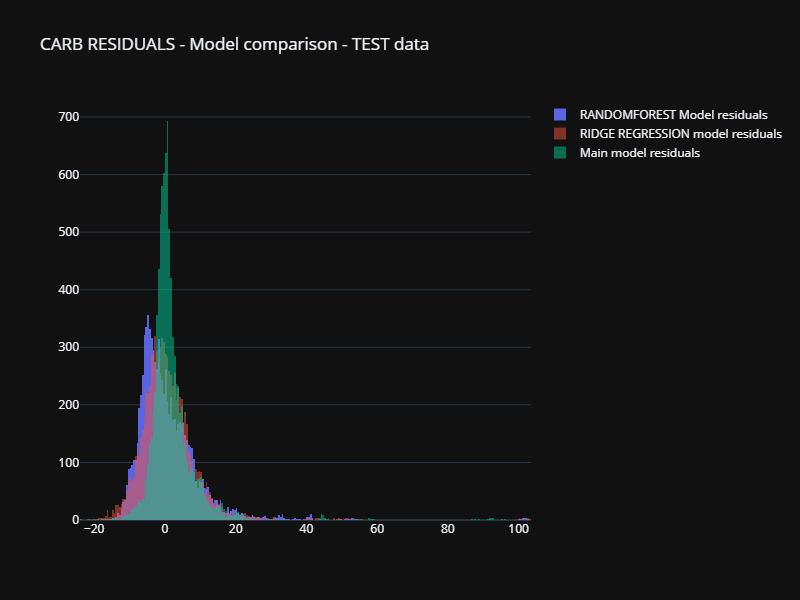 CARB RESIDUALS - Model comparison - TEST data
RANDOMFOREST Model residuals
RIDGE REGRESSION model residuals
Main model residuals
700
600
500
400
300
200
100
0
−20 0 20 40 60 80 100